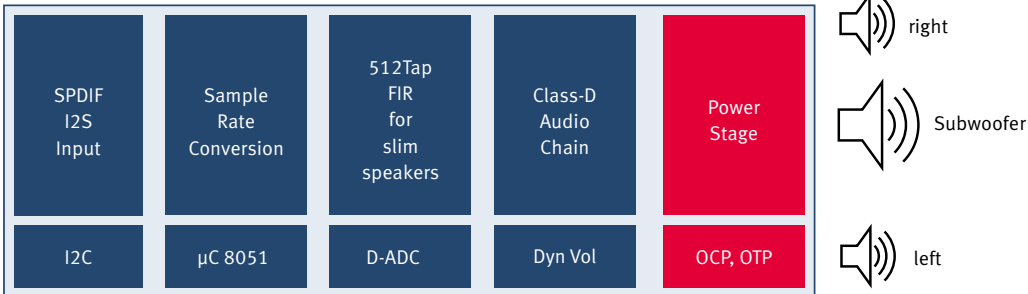 SPDIF
I2S
Input
Sample
Rate
Conversion
512Tap
FIR
for
slim
speakers
Class-D
Audio
Chain
Power
Stage
I2C
µC 8051
D-ADC
Dyn Vol
OCP, OTP
right
Subwoofer
left